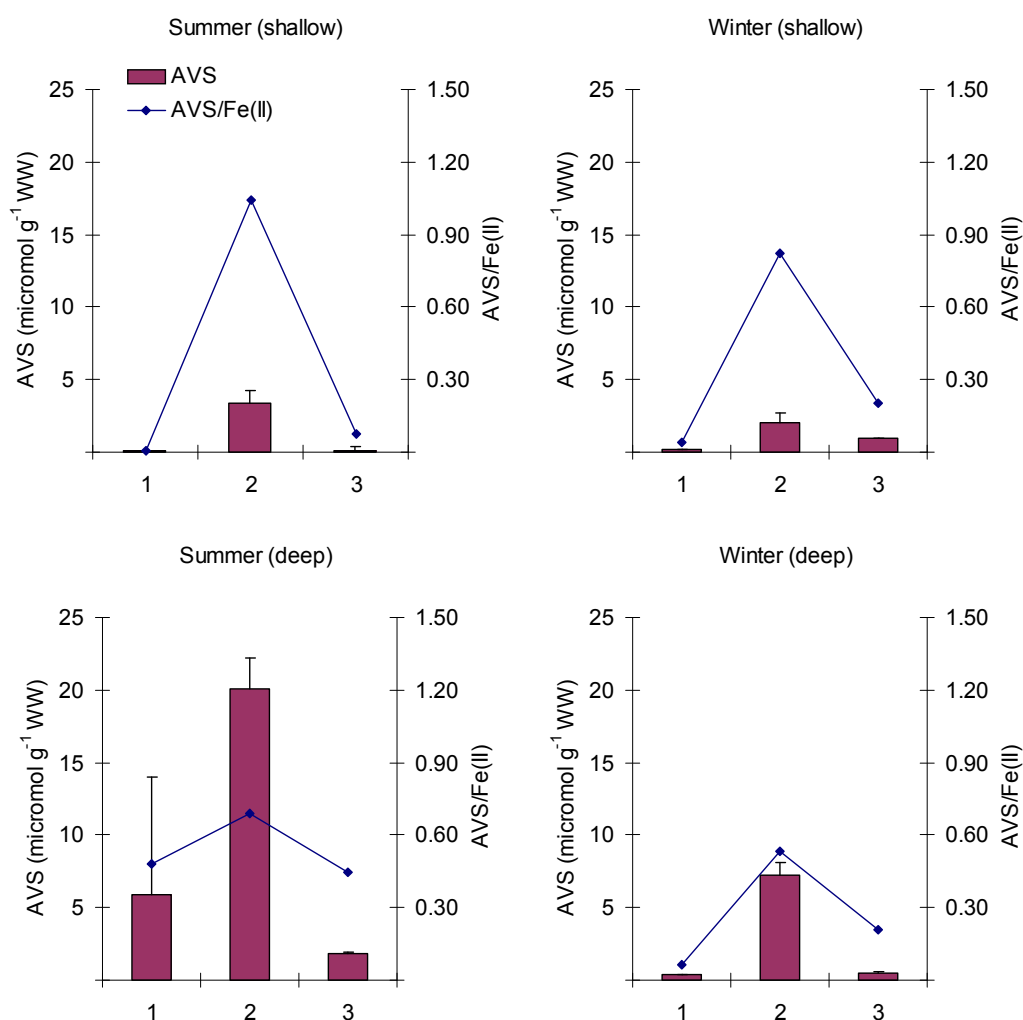 Summer (shallow)
AVS
AVS/Fe(II)
25
20
15
10
5
1.50
1.20
0.90
0.60
0.30
AVS (micromol g-1 WW)
AVS/Fe(II)
1 2 3
Winter (shallow)
25
20
15
10
5
1.50
1.20
0.90
0.60
0.30
AVS (micromol g-1 WW)
AVS/Fe(II)
1 2 3
Summer (deep)
25
20
15
10
5
1.50
1.20
0.90
0.60
0.30
AVS (micromol g-1 WW)
AVS/Fe(II)
1 2 3
Winter (deep)
25
20
15
10
5
1.50
1.20
0.90
0.60
0.30
AVS (micromol g-1 WW)
AVS/Fe(II)
1 2 3